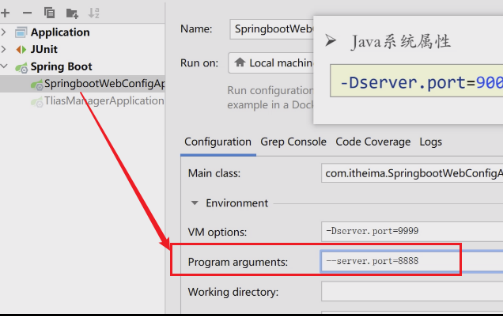 Application
JUnit
Spring Boot
SpringbootWebConfigAp
TliasManagerApplication
Name:
SpringbootWeb
Run on:
Local machin
Run configuration
example in a Dock
➤ Java系统属性
-Dserver.port=900
Configuration Grep Console Code Coverage Logs
Main class:
com.itheima.SpringbootWebConfigA
Environment
VM options:
-Dserver.port=9999
Program arguments:
--server.port=8888
Working directory: